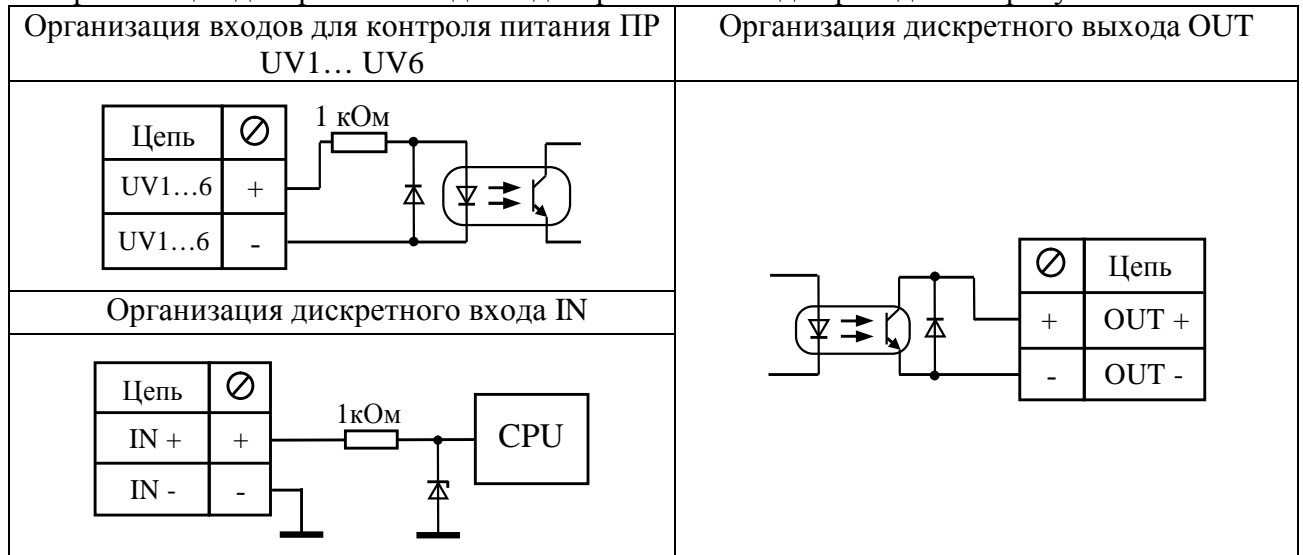 Организация входов для контроля питания ПР
UV1… UV6
Цепь
1 кОм
UV1…6 +
UV1…6 -
Организация дискретного входа IN
Цепь
1кОм
IN + +
CPU
IN - -
Организация дискретного выхода OUT
Цепь
+ OUT +
- OUT -